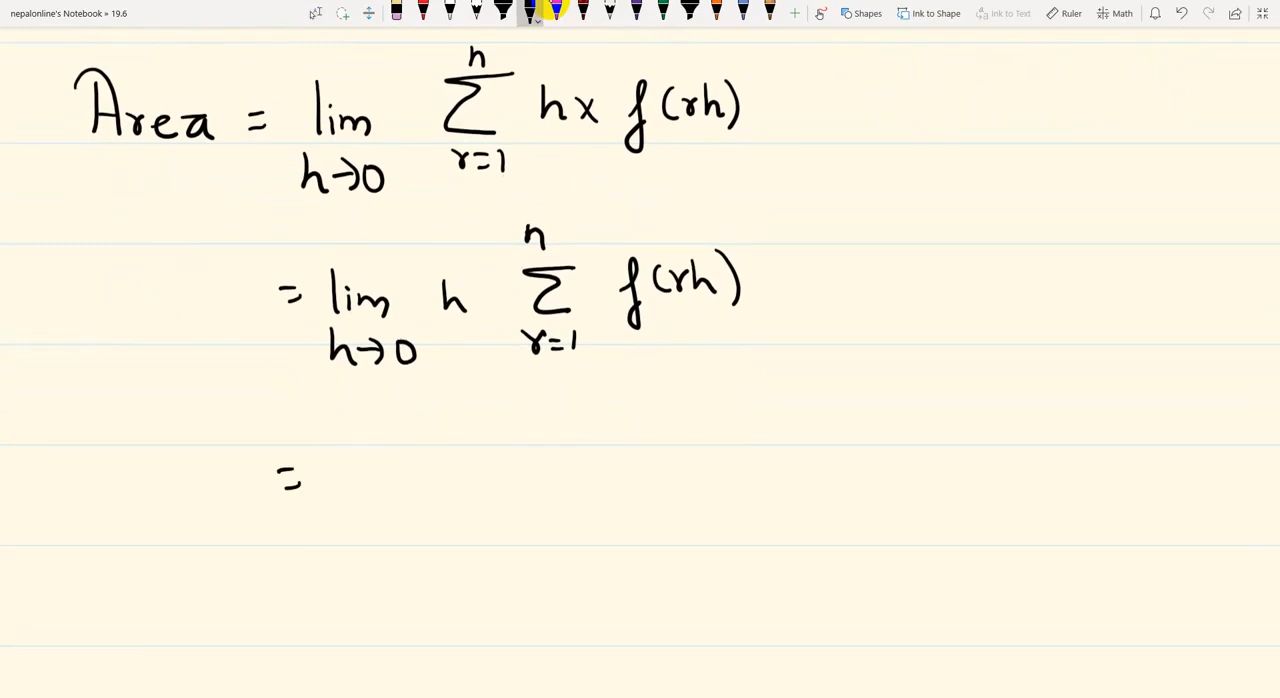 nepalonline's Notebook » 19.6
Shapes Ink to Shape Ink to Text Ruler Math
n
Area = lim ∑ h× f(rh)
h→0 r=1
n
= lim h ∑ f(rh)
h→0 r=1
=